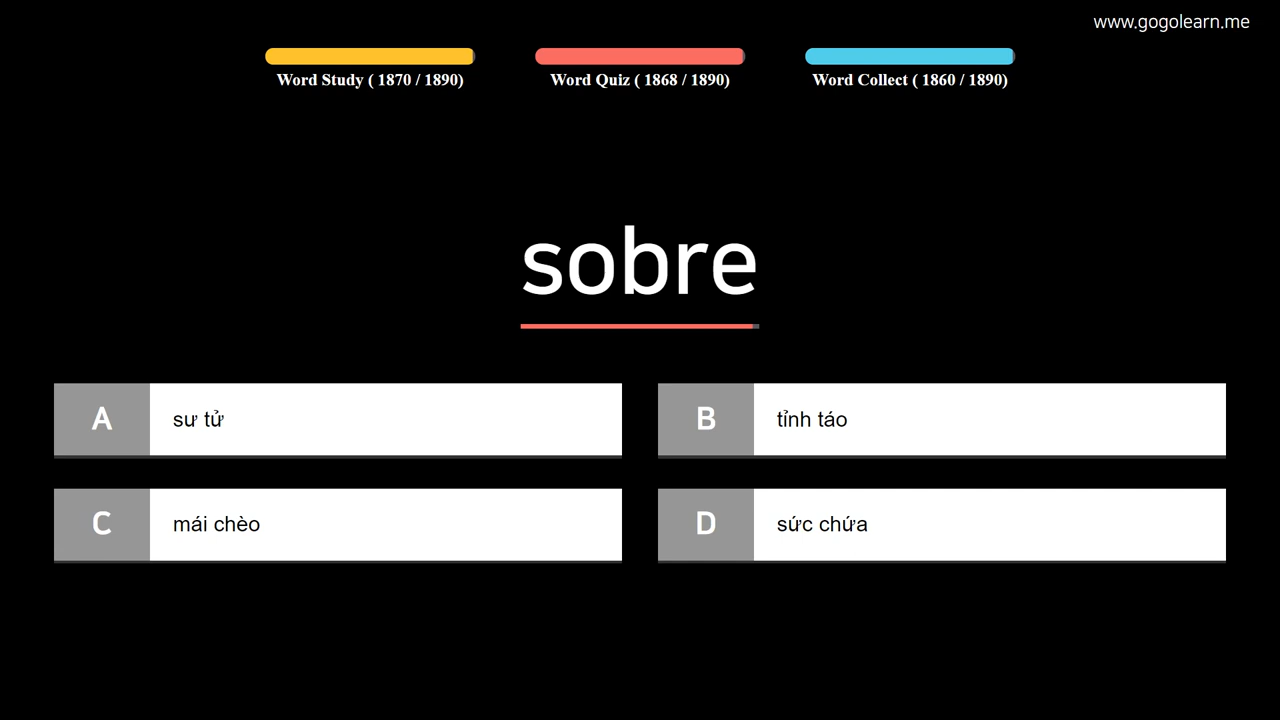 www.gogolearn.me
Word Study ( 1870 / 1890)
Word Quiz ( 1868 / 1890)
Word Collect ( 1860 / 1890)
sobre
A sư tử
B tỉnh táo
C mái chèo
D sức chứa